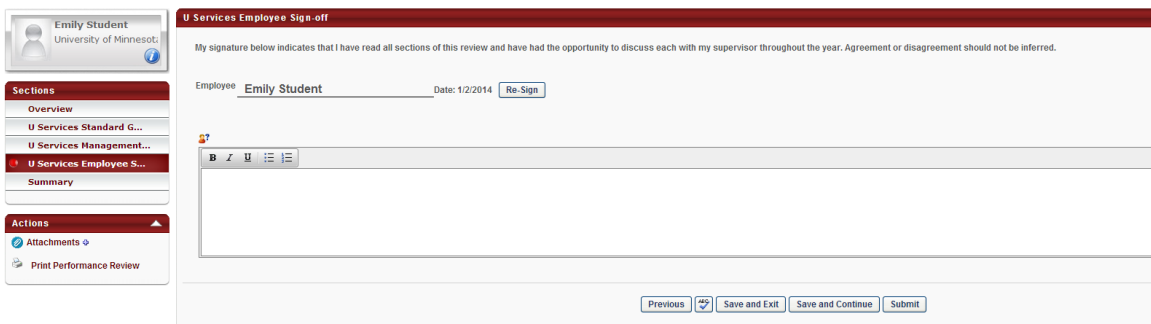 Emily Student
University of Minnesota
Sections
Overview
U Services Standard G...
U Services Management...
U Services Employee S...
Summary
Actions
Attachments
Print Performance Review
U Services Employee Sign-off
My signature below indicates that I have read all sections of this review and have had the opportunity to discuss each with my supervisor throughout the year. Agreement or disagreement should not be inferred.
Employee Emily Student Date: 1/2/2014 Re-Sign
B I U
Previous ABC Save and Exit Save and Continue Submit